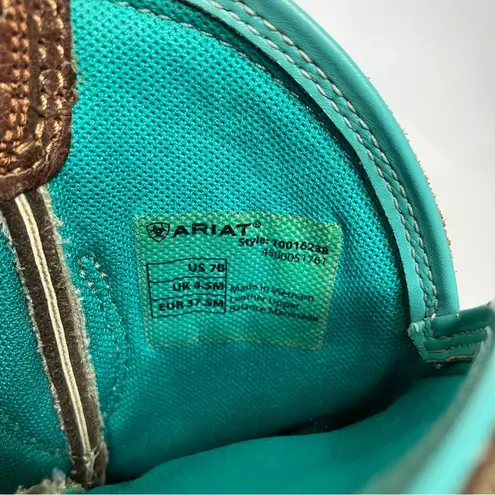 ARIAT®
Style: 10016238
US 7B
UK 4.5M
EUR 37.5M
Made in Vietnam
Leather Upper
Balance Manmade